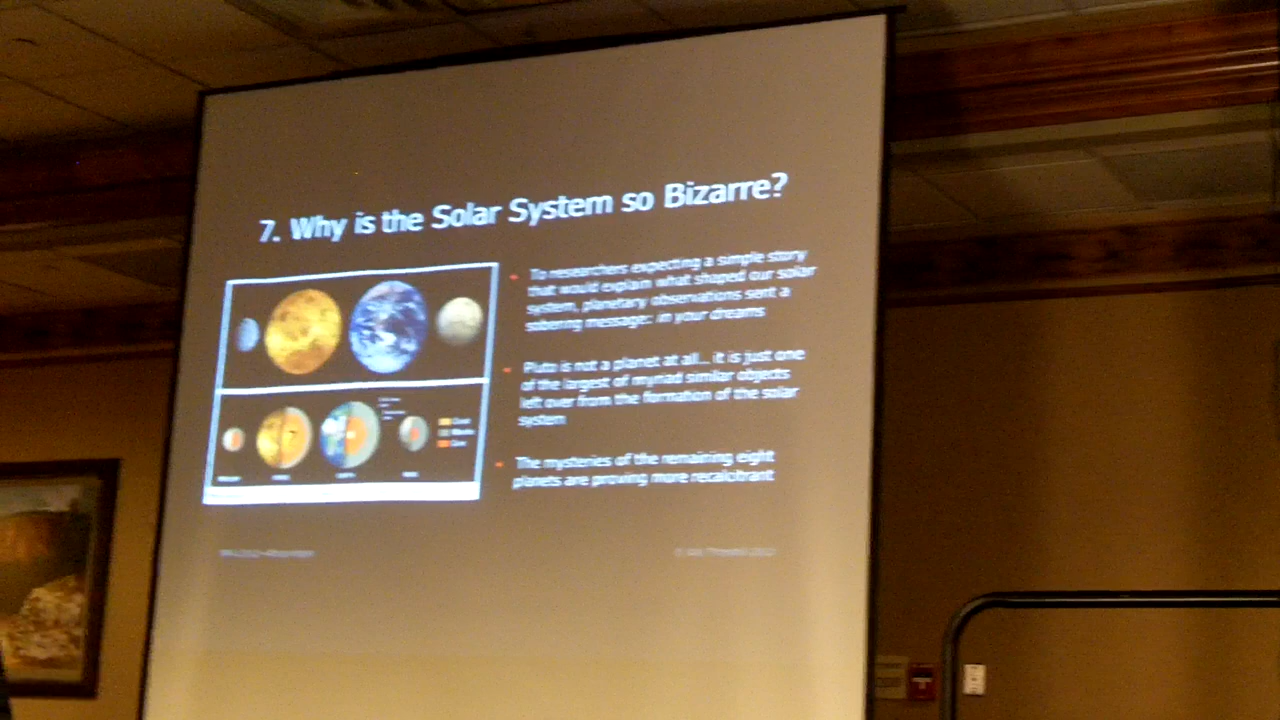 7. Why is the Solar System so Bizarre?
To researchers expecting a simple story
that would explain what shaped our solar
system, planetary observations sent a
sobering message: in your dreams
Pluto is not a planet at all... it is just one
of the largest of myriad similar objects
left over from the formation of the solar
system
The mysteries of the remaining eight
planets are proving more recalcitrant